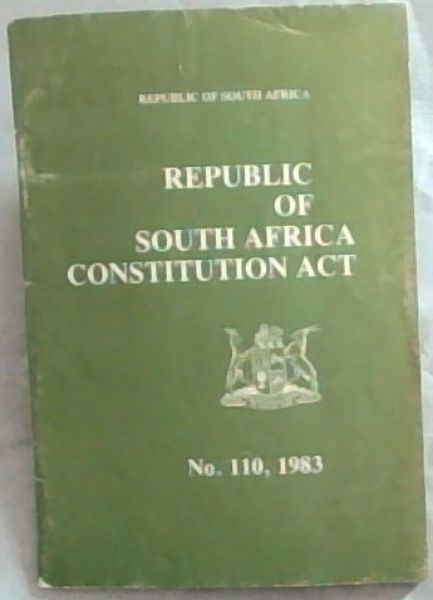 REPUBLIC OF SOUTH AFRICA
REPUBLIC
OF
SOUTH AFRICA
CONSTITUTION ACT
No. 110, 1983